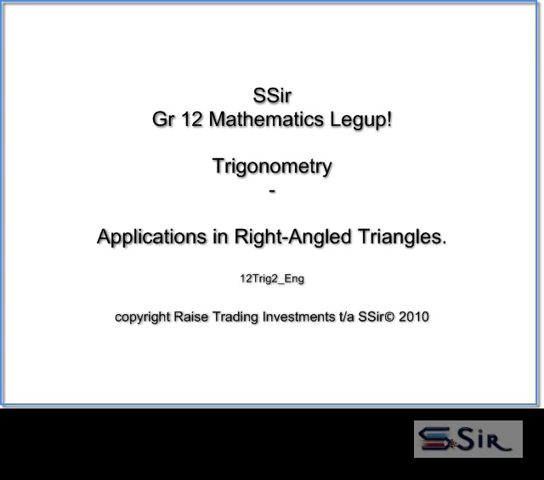 SSir
Gr 12 Mathematics Legup!
Trigonometry
-
Applications in Right-Angled Triangles.
12Trig2_Eng
copyright Raise Trading Investments t/a SSir© 2010
SSir